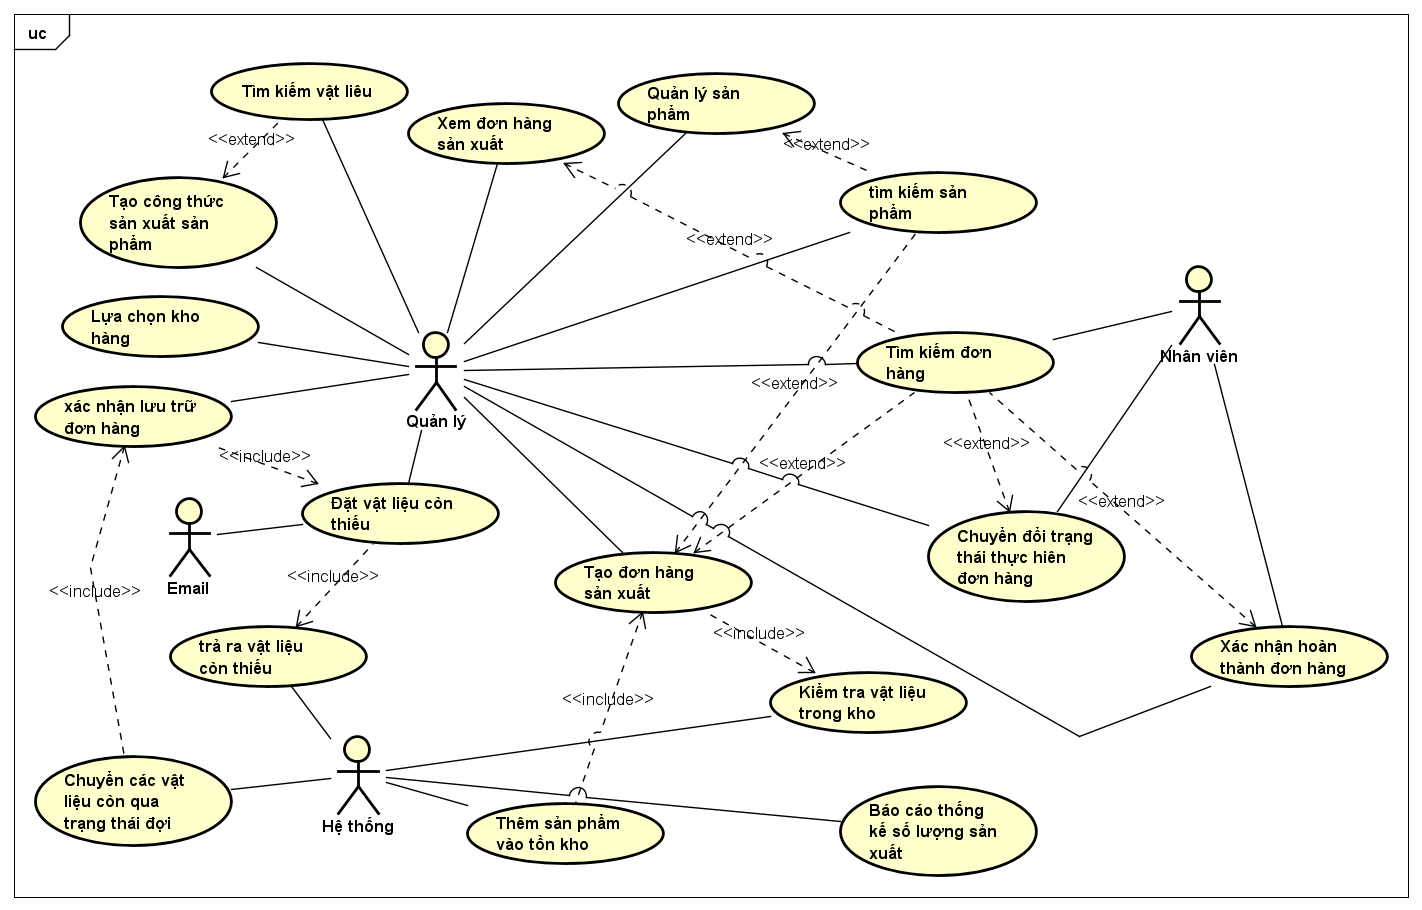 uc
Tìm kiếm vật liêu
<<extend>>
Xem đơn hàng
sản xuất
Quản lý sản
phẩm
<<extend>>
Tạo công thức
sản xuất sản
phẩm
tìm kiếm sản
phẩm
<<extend>>
Lựa chọn kho
hàng
Quản lý
Tìm kiếm đơn
hàng
Nhân viên
<<extend>>
xác nhận lưu trữ
đơn hàng
<<include>>
<<extend>>
<<extend>>
<<extend>>
Đặt vật liệu còn
thiếu
Email
<<include>>
<<include>>
Tạo đơn hàng
sản xuất
Chuyển đổi trạng
thái thực hiên
đơn hàng
<<include>>
trả ra vật liệu
còn thiếu
Xác nhận hoàn
thành đơn hàng
<<include>>
Kiểm tra vật liệu
trong kho
Chuyển các vật
liệu còn qua
trạng thái đợi
Hệ thống
Thêm sản phẩm
vào tồn kho
Báo cáo thống
kế số lượng sản
xuất